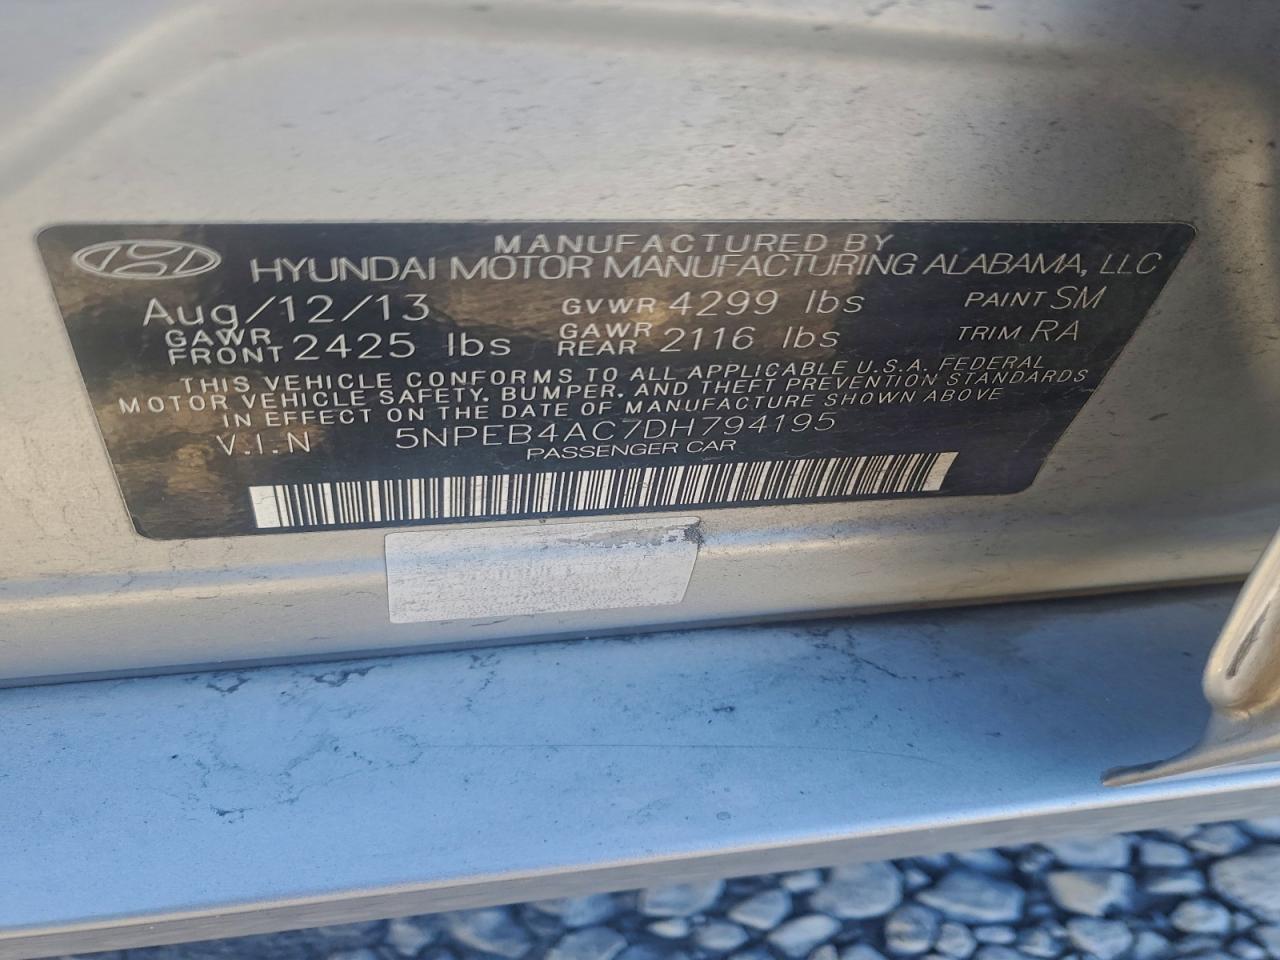 MANUFACTURED BY
HYUNDAI MOTOR MANUFACTURING ALABAMA, LLC
Aug/12/13 GVWR 4299 lbs PAINT SM
GAWR FRONT 2425 lbs GAWR REAR 2116 lbs TRIM RA
THIS VEHICLE CONFORMS TO ALL APPLICABLE U.S.A. FEDERAL
MOTOR VEHICLE SAFETY, BUMPER, AND THEFT PREVENTION STANDARDS
IN EFFECT ON THE DATE OF MANUFACTURE SHOWN ABOVE
V.I.N 5NPEB4AC7DH794195
PASSENGER CAR